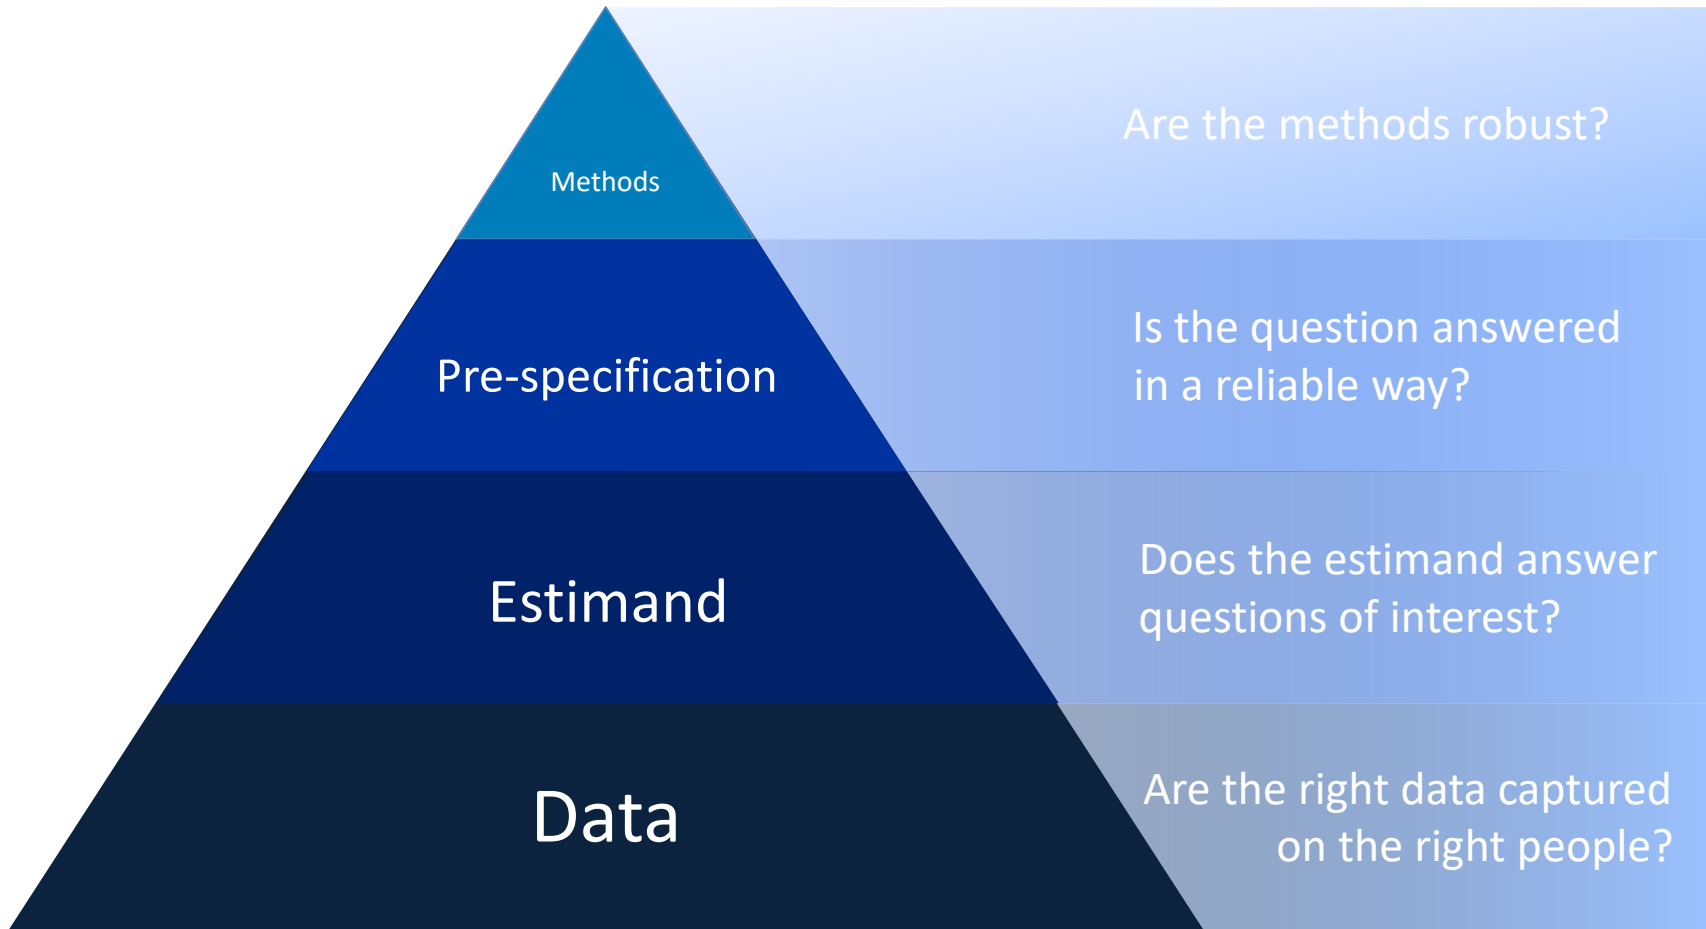 Methods
Are the methods robust?
Pre-specification
Is the question answered
in a reliable way?
Estimand
Does the estimand answer
questions of interest?
Data
Are the right data captured
on the right people?